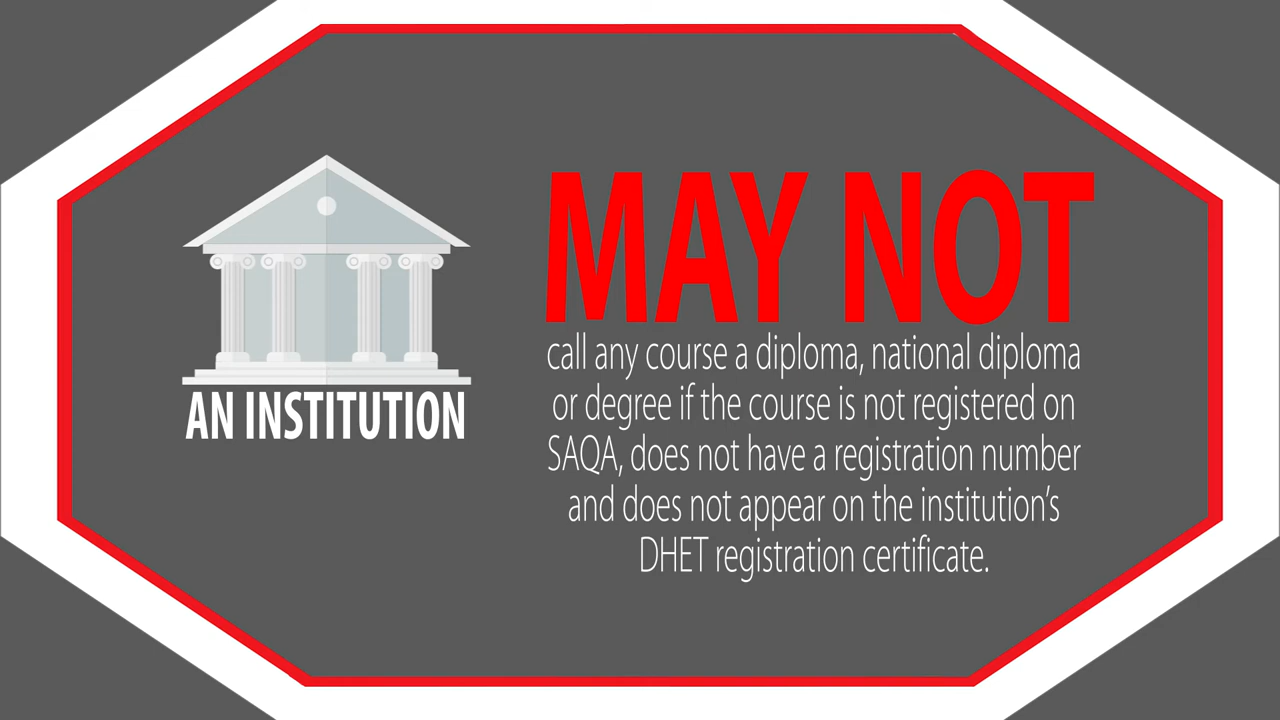 AN INSTITUTION
MAY NOT
call any course a diploma, national diploma
or degree if the course is not registered on
SAQA, does not have a registration number
and does not appear on the institution’s
DHET registration certificate.